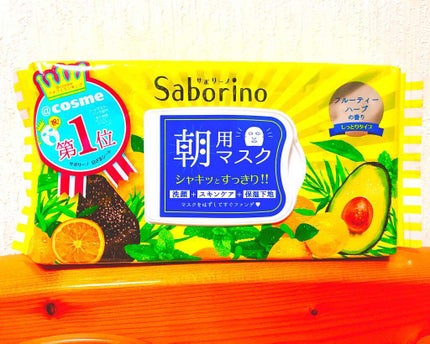 サボリーノ
Saborino
@cosme
第1位
朝用マスク
シャキッとすっきり!!
洗顔+スキンケア+保湿下地
マスクをはずしてすぐファンデ♥
フルーティー
ハーブ
の香り
しっとりタイプ